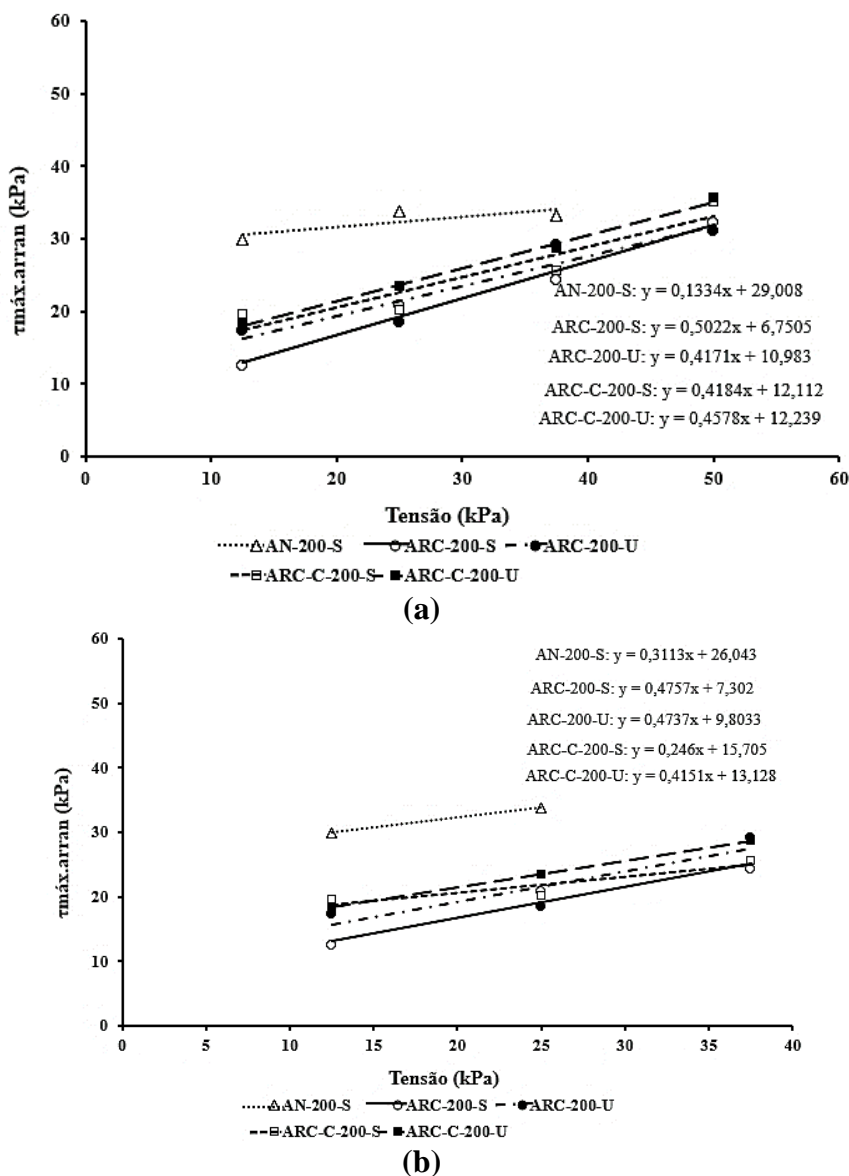 60
50
40
30
20
10
0
τmáx.arran (kPa)
AN-200-S: y = 0,1334x + 29,008
ARC-200-S: y = 0,5022x + 6,7505
ARC-200-U: y = 0,4171x + 10,983
ARC-C-200-S: y = 0,4184x + 12,112
ARC-C-200-U: y = 0,4578x + 12,239
0 10 20 30 40 50 60
Tensão (kPa)
AN-200-S ARC-200-S ARC-200-U
ARC-C-200-S ARC-C-200-U
(a)
60
50
40
30
20
10
0
τmáx.arran (kPa)
AN-200-S: y = 0,3113x + 26,043
ARC-200-S: y = 0,4757x + 7,302
ARC-200-U: y = 0,4737x + 9,8033
ARC-C-200-S: y = 0,246x + 15,705
ARC-C-200-U: y = 0,4151x + 13,128
0 5 10 15 20 25 30 35 40
Tensão (kPa)
AN-200-S ARC-200-S ARC-200-U
ARC-C-200-S ARC-C-200-U
(b)